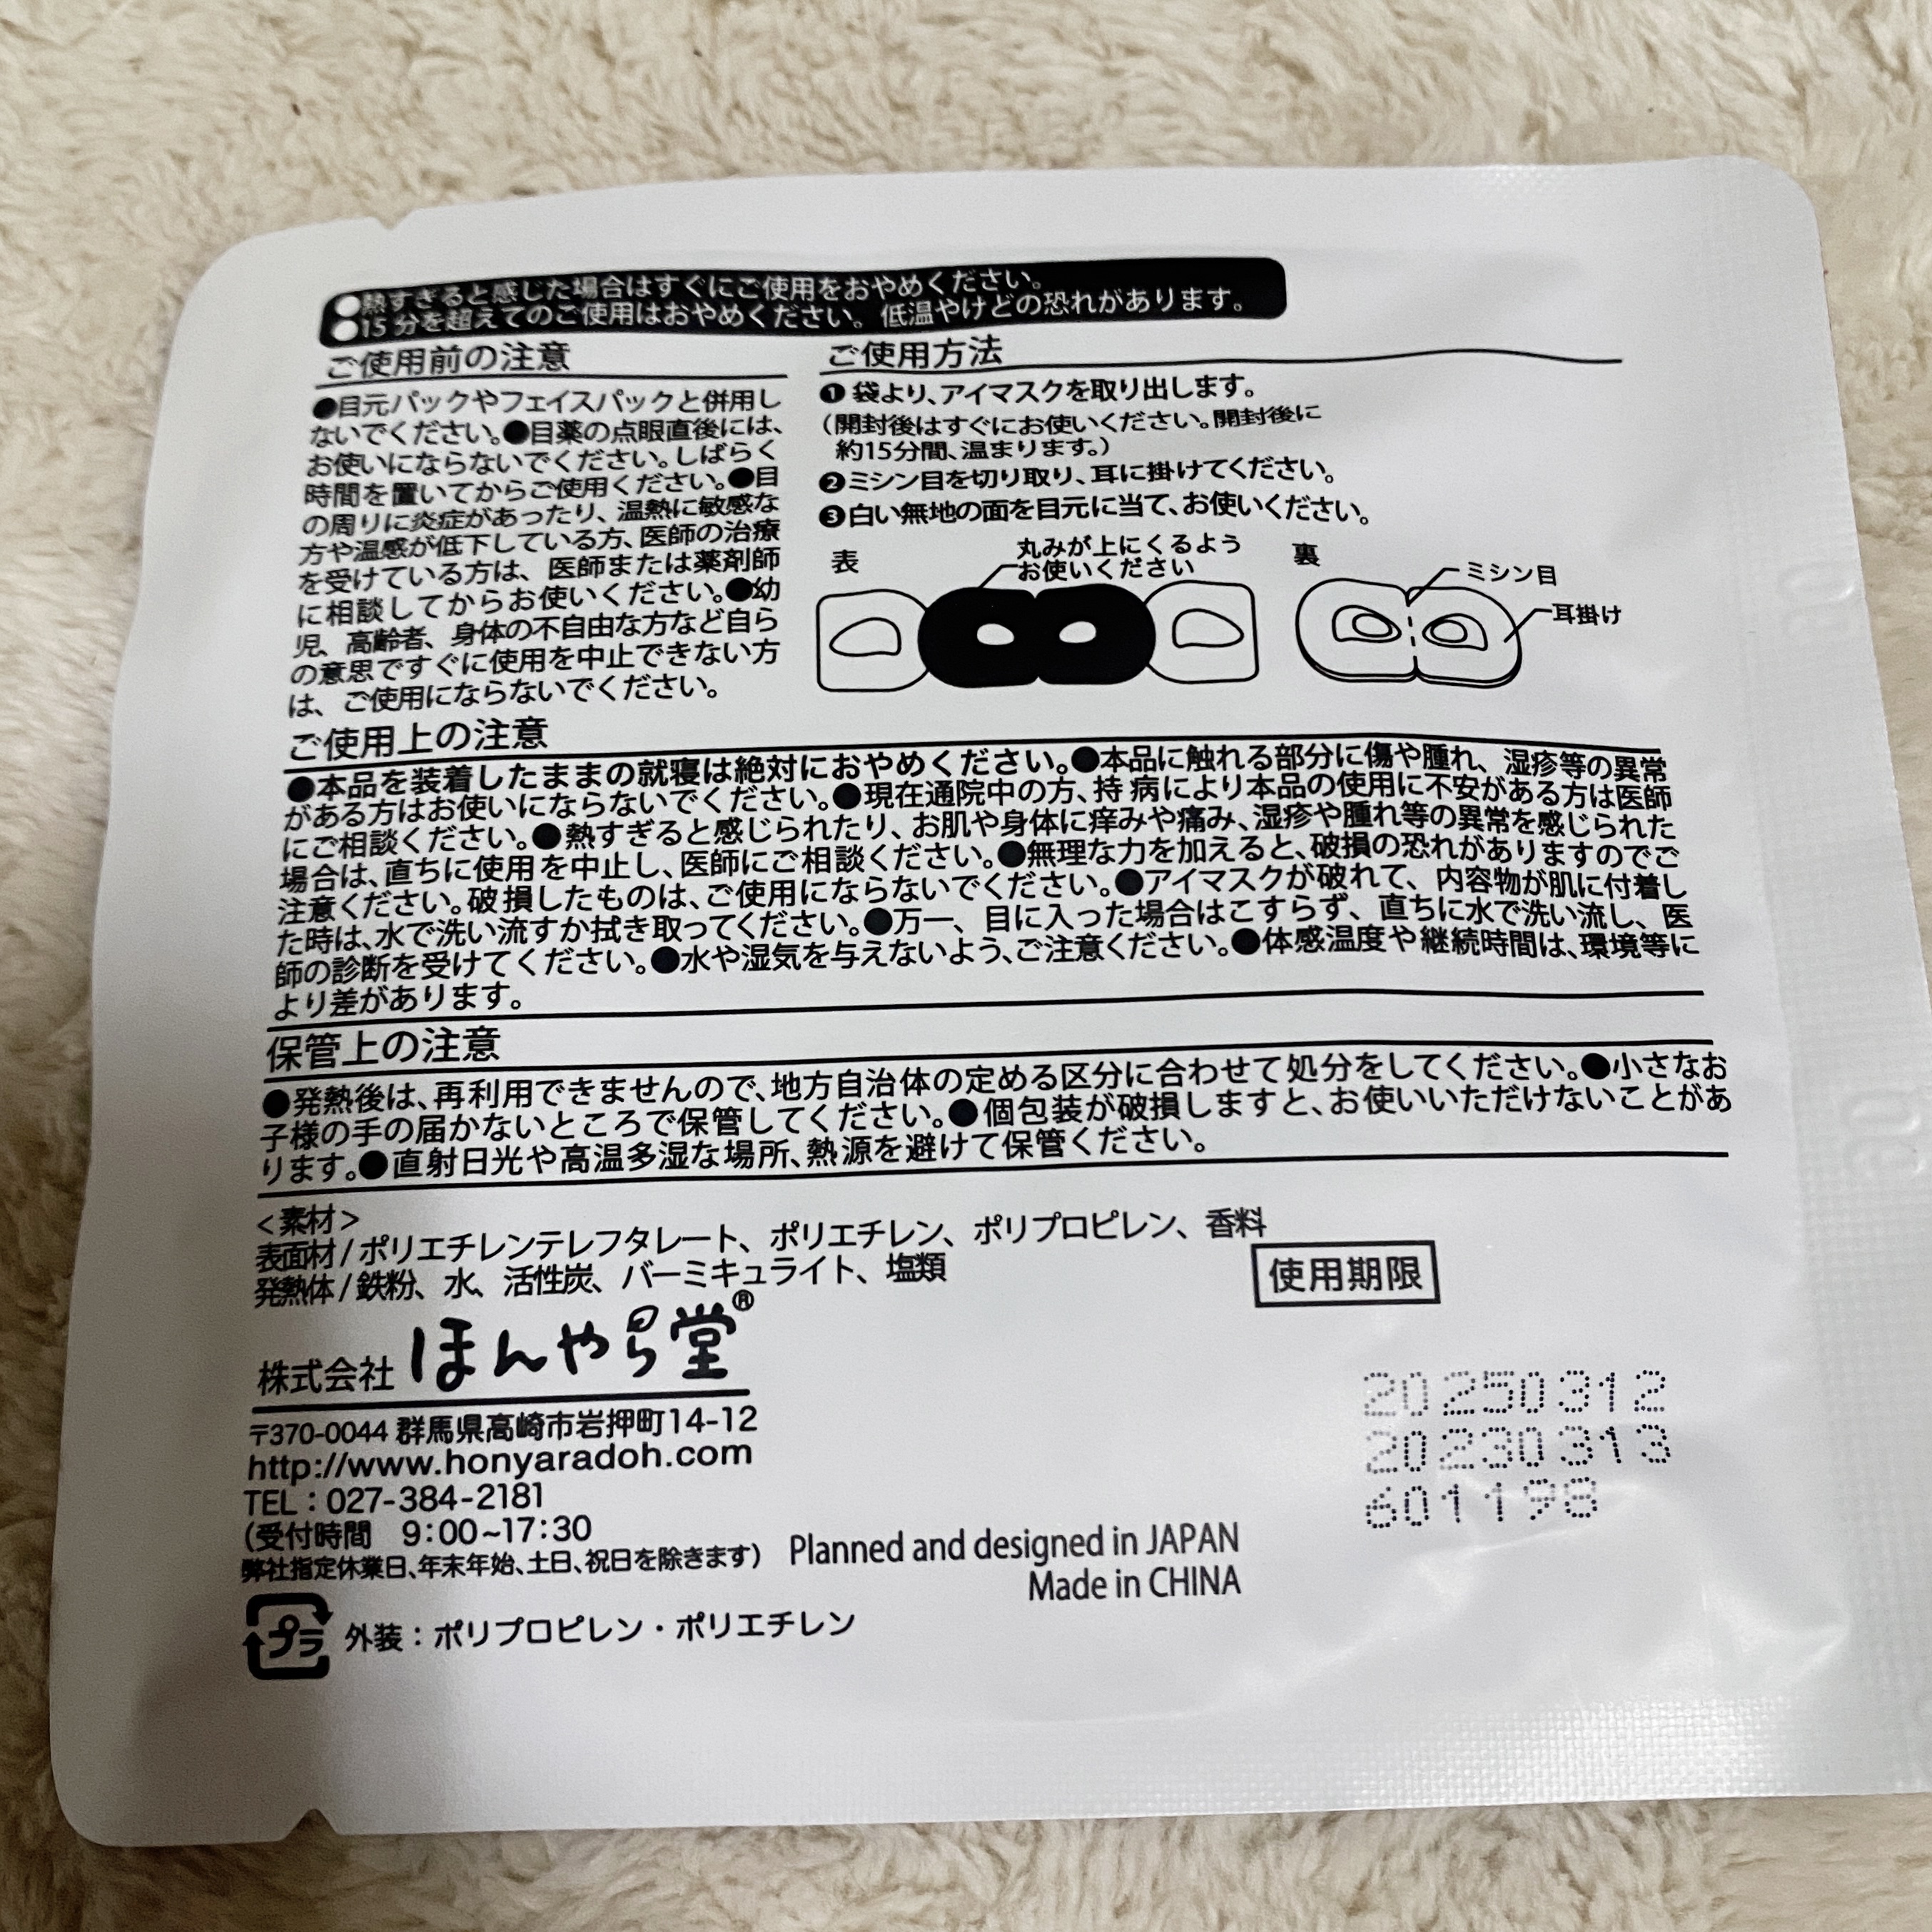 ●熱すぎると感じた場合はすぐにご使用をおやめください。
●15分を超えてのご使用はおやめください。低温やけどの恐れがあります。
ご使用前の注意
●目元パックやフェイスパックと併用し
ないでください。●目薬の点眼直後には、
お使いにならないでください。しばらく
時間を置いてからご使用ください。●目
の周りに炎症があったり、温熱に敏感な
方や温感が低下している方、医師の治療
を受けている方は、医師または薬剤師
に相談してからお使いください。●幼
児、高齢者、身体の不自由な方など自ら
の意思ですぐに使用を中止できない方
は、ご使用にならないでください。
ご使用方法
❶袋より、アイマスクを取り出します。
(開封後はすぐにお使いください。開封後に
約15分間、温まります。)
❷ミシン目を切り取り、耳に掛けてください。
❸白い無地の面を目元に当て、お使いください。
表
丸みが上にくるよう
お使いください
裏
ミシン目
耳掛け
ご使用上の注意
●本品を装着したままの就寝は絶対におやめください。●本品に触れる部分に傷や腫れ、湿疹等の異常
がある方はお使いにならないでください。●現在通院中の方、持病により本品の使用に不安がある方は医師
にご相談ください。●熱すぎると感じられたり、お肌や身体に痒みや痛み、湿疹や腫れ等の異常を感じられた
場合は、直ちに使用を中止し、医師にご相談ください。●無理な力を加えると、破損の恐れがありますのでご
注意ください。破損したものは、ご使用にならないでください。●アイマスクが破れて、内容物が肌に付着し
た時は、水で洗い流すか拭き取ってください。●万一、目に入った場合はこすらず、直ちに水で洗い流し、医
師の診断を受けてください。●水や湿気を与えないよう、ご注意ください。●体感温度や継続時間は、環境等に
より差があります。
保管上の注意
●発熱後は、再利用できませんので、地方自治体の定める区分に合わせて処分をしてください。●小さなお
子様の手の届かないところで保管してください。●個包装が破損しますと、お使いいただけないことがあ
ります。●直射日光や高温多湿な場所、熱源を避けて保管ください。
＜素材＞
表面材/ポリエチレンテレフタレート、ポリエチレン、ポリプロピレン、香料
発熱体/鉄粉、水、活性炭、バーミキュライト、塩類
使用期限
20250312
20230313
601198
株式会社 ほんやら堂®
〒370-0044 群馬県高崎市岩押町14-12
http://www.honyaradoh.com
TEL：027-384-2181
(受付時間 9:00~17:30
弊社指定休業日、年末年始、土日、祝日を除きます)
Planned and designed in JAPAN
Made in CHINA
プラ 外装：ポリプロピレン・ポリエチレン